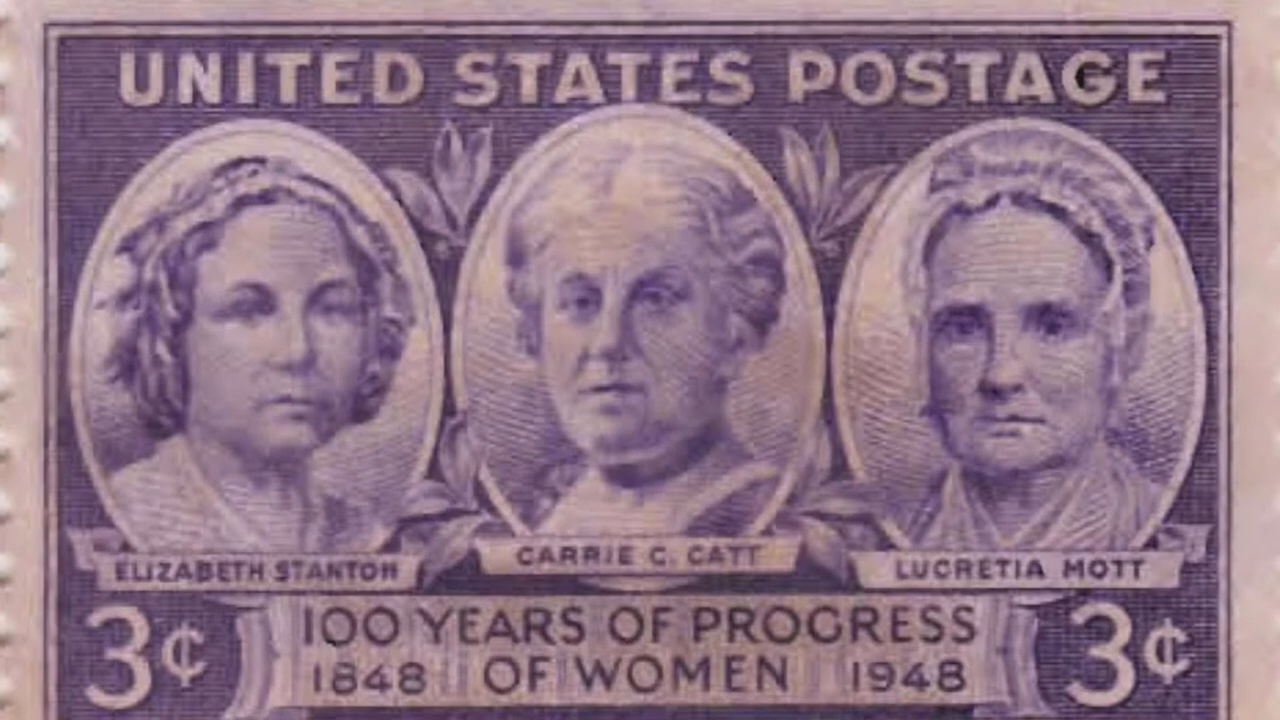 UNITED STATES POSTAGE
ELIZABETH STANTON
CARRIE C. CATT
LUCRETIA MOTT
3¢
100 YEARS OF PROGRESS
OF WOMEN
1848
1948
3¢